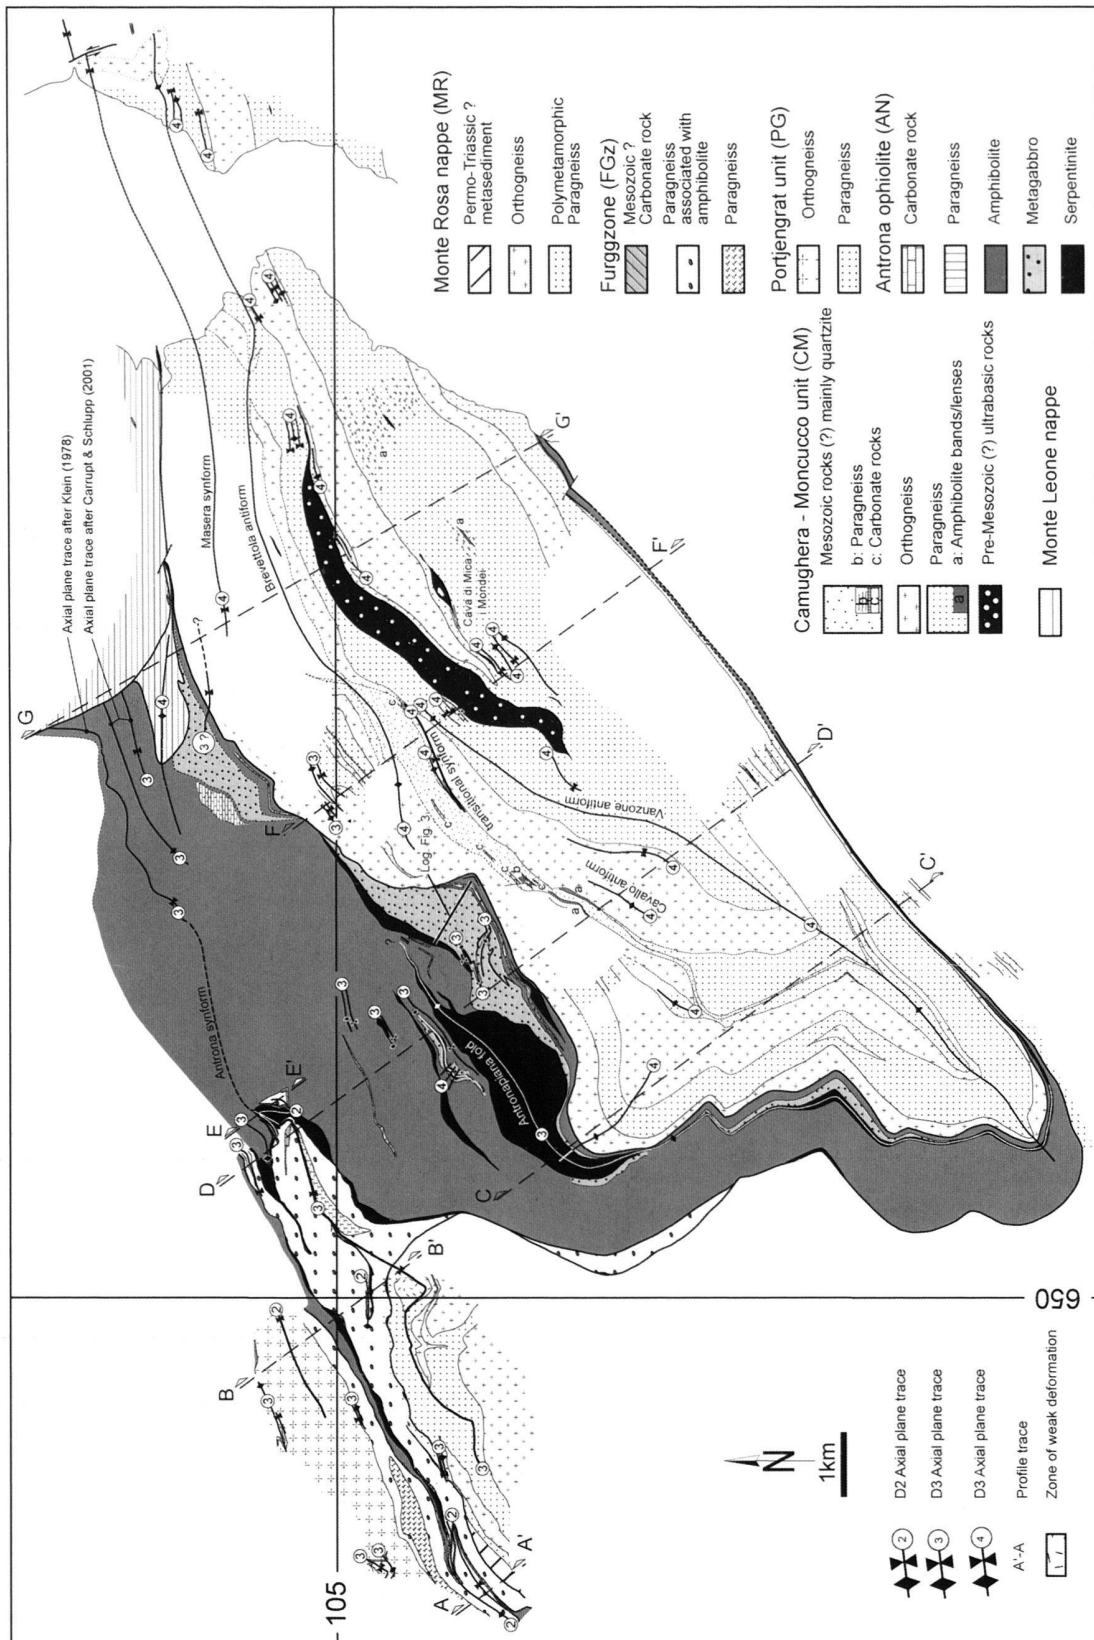 Monte Rosa nappe (MR)
Permo-Triassic ?
metasediment
Orthogneiss
Polymetamorphic
Paragneiss
Furggzone (FGz)
Mesozoic ?
Carbonate rock
Paragneiss
associated with
amphibolite
Paragneiss
Portjengrat unit (PG)
Orthogneiss
Paragneiss
Antrona ophiolite (AN)
Carbonate rock
Paragneiss
Amphibolite
Metagabbro
Serpentinite
Camughera - Moncucco unit (CM)
Mesozoic rocks (?) mainly quartzite
b: Paragneiss
c: Carbonate rocks
b
c
Orthogneiss
Paragneiss
a: Amphibolite bands/lenses
a
Pre-Mesozoic (?) ultrabasic rocks
Monte Leone nappe
Axial plane trace after Klein (1978)
Axial plane trace after Carrupt & Schlupp (2001)
Masera synform
Brevettola antiform
Cava di Mica
i Mondei
transitional synform
Vanzone antiform
Cavallo antiform
Log. Fig. 3
Antrona synform
Antronapiana fold
G
G'
F
F'
E
E'
D
D'
C
C'
B
B'
A
A'
3 ?
?
650
105
N
1km
2 D2 Axial plane trace
3 D3 Axial plane trace
4 D3 Axial plane trace
A'-A Profile trace
Zone of weak deformation